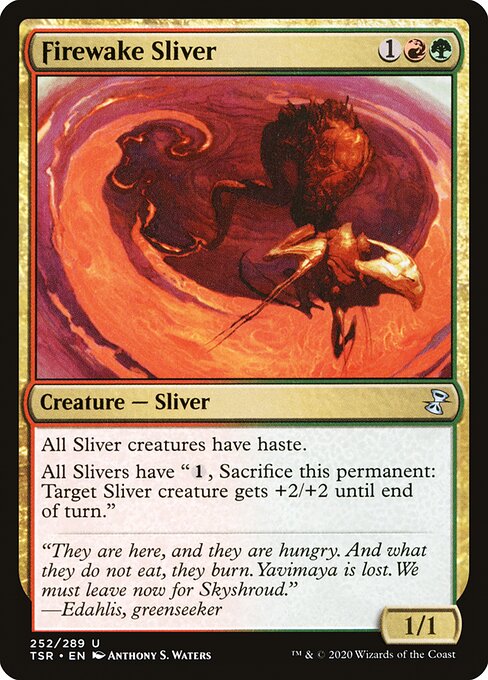 Firewake Sliver 1
Creature — Sliver
All Sliver creatures have haste.
All Slivers have “ 1 , Sacrifice this permanent:
Target Sliver creature gets +2/+2 until end
of turn.”
“They are here, and they are hungry. And what
they do not eat, they burn. Yavimaya is lost. We
must leave now for Skyshroud.”
—Edahlis, greenseeker
1/1
252/289 U
TSR • EN Anthony S. Waters
™ & © 2020 Wizards of the Coast